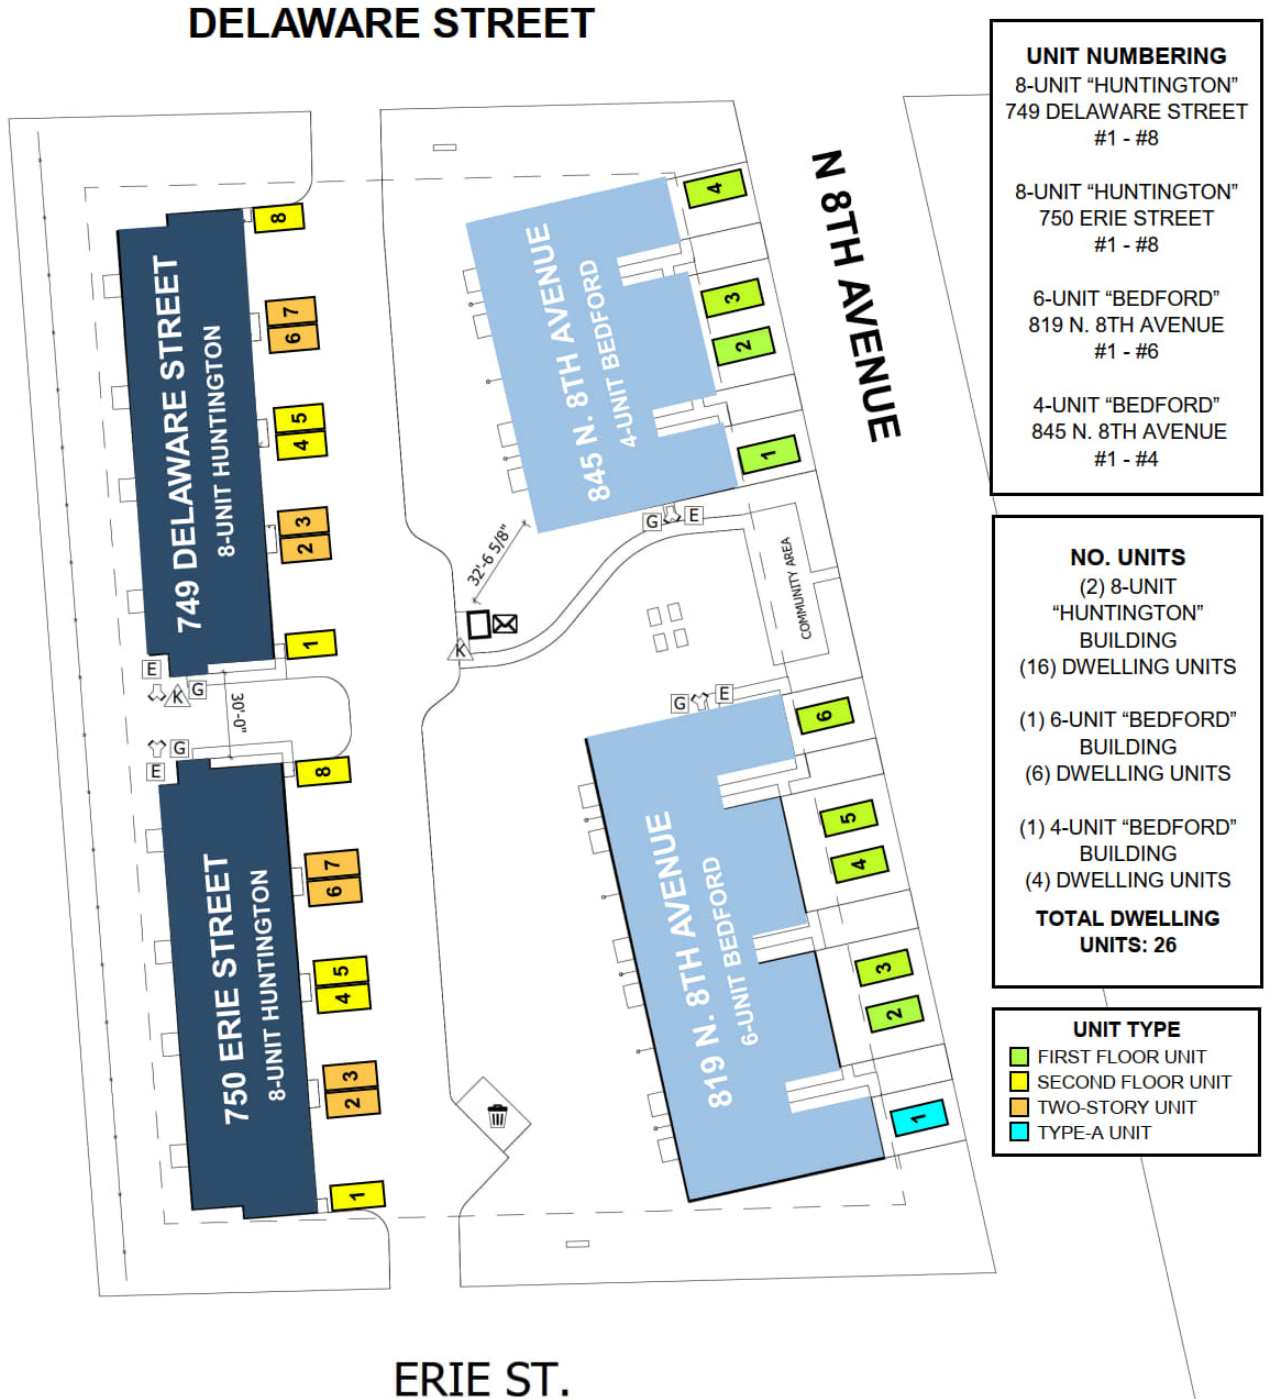 DELAWARE STREET
N 8TH AVENUE
749 DELAWARE STREET
8-UNIT HUNTINGTON
8
7
6
5
4
3
2
1
E
K
G
30'-0"
G
E
750 ERIE STREET
8-UNIT HUNTINGTON
8
7
6
5
4
3
2
1
845 N. 8TH AVENUE
4-UNIT BEDFORD
4
3
2
1
G
E
32'-6 5/8"
K
COMMUNITY AREA
G
E
819 N. 8TH AVENUE
6-UNIT BEDFORD
6
5
4
3
2
1
ERIE ST.
UNIT NUMBERING
8-UNIT “HUNTINGTON”
749 DELAWARE STREET
#1 - #8
8-UNIT “HUNTINGTON”
750 ERIE STREET
#1 - #8
6-UNIT “BEDFORD”
819 N. 8TH AVENUE
#1 - #6
4-UNIT “BEDFORD”
845 N. 8TH AVENUE
#1 - #4
NO. UNITS
(2) 8-UNIT
“HUNTINGTON”
BUILDING
(16) DWELLING UNITS
(1) 6-UNIT “BEDFORD”
BUILDING
(6) DWELLING UNITS
(1) 4-UNIT “BEDFORD”
BUILDING
(4) DWELLING UNITS
TOTAL DWELLING
UNITS: 26
UNIT TYPE
FIRST FLOOR UNIT
SECOND FLOOR UNIT
TWO-STORY UNIT
TYPE-A UNIT